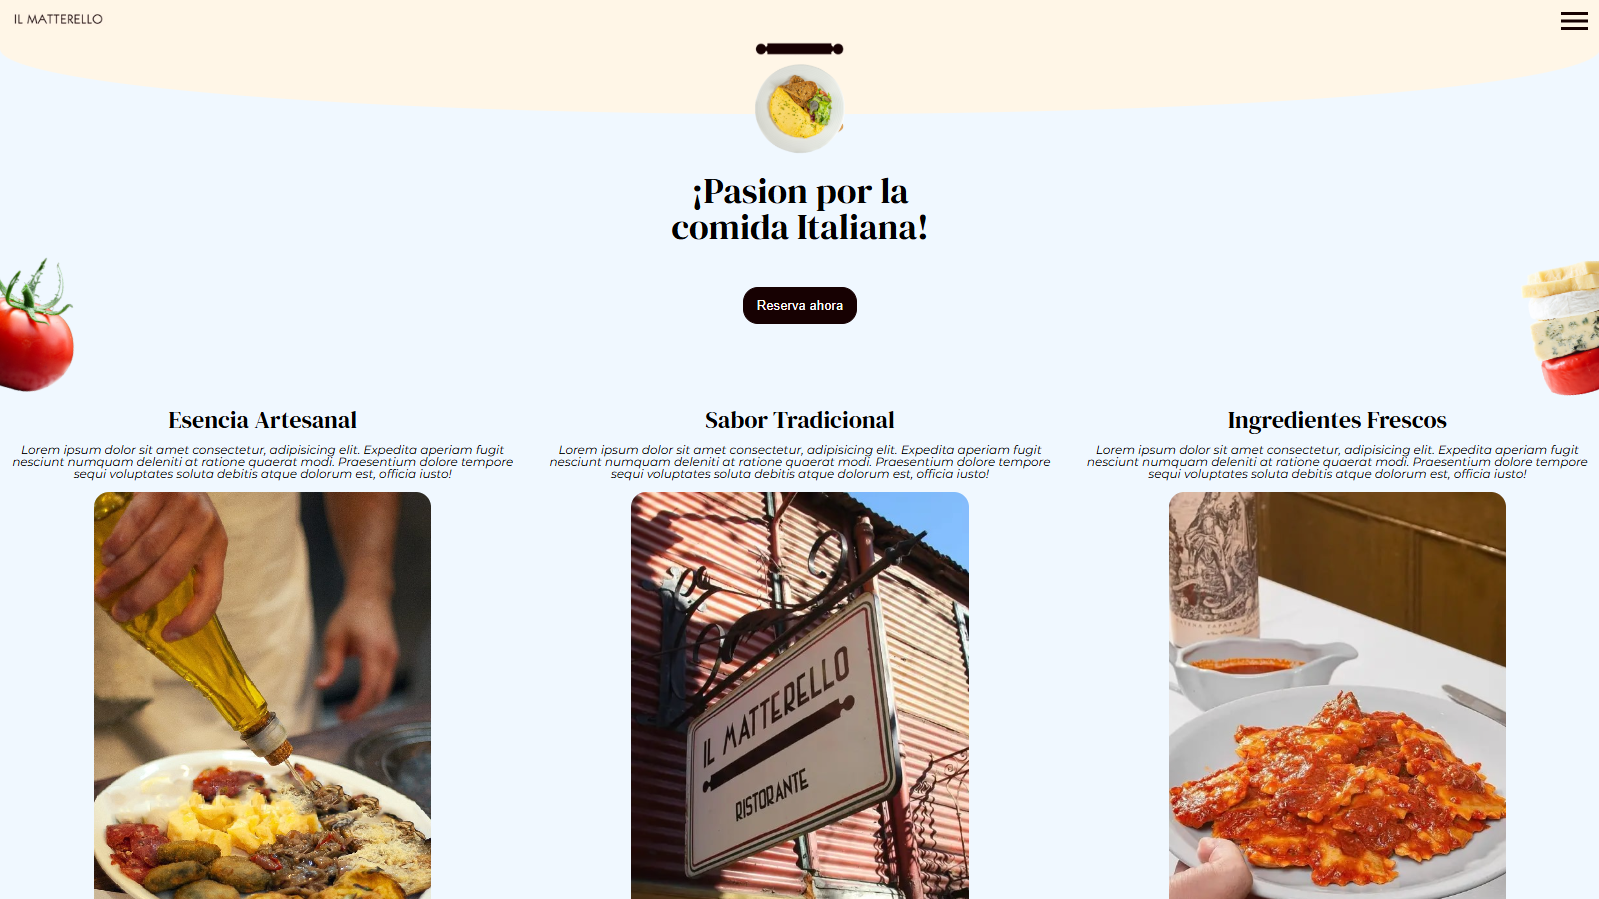 IL MATTERELLO
¡Pasion por la
comida Italiana!
Reserva ahora
Esencia Artesanal
Lorem ipsum dolor sit amet consectetur, adipisicing elit. Expedita aperiam fugit
nesciunt numquam deleniti at ratione quaerat modi. Praesentium dolore tempore
sequi voluptates soluta debitis atque dolorum est, officia iusto!
Sabor Tradicional
Lorem ipsum dolor sit amet consectetur, adipisicing elit. Expedita aperiam fugit
nesciunt numquam deleniti at ratione quaerat modi. Praesentium dolore tempore
sequi voluptates soluta debitis atque dolorum est, officia iusto!
IL MATTERELLO
RISTORANTE
Ingredientes Frescos
Lorem ipsum dolor sit amet consectetur, adipisicing elit. Expedita aperiam fugit
nesciunt numquam deleniti at ratione quaerat modi. Praesentium dolore tempore
sequi voluptates soluta debitis atque dolorum est, officia iusto!